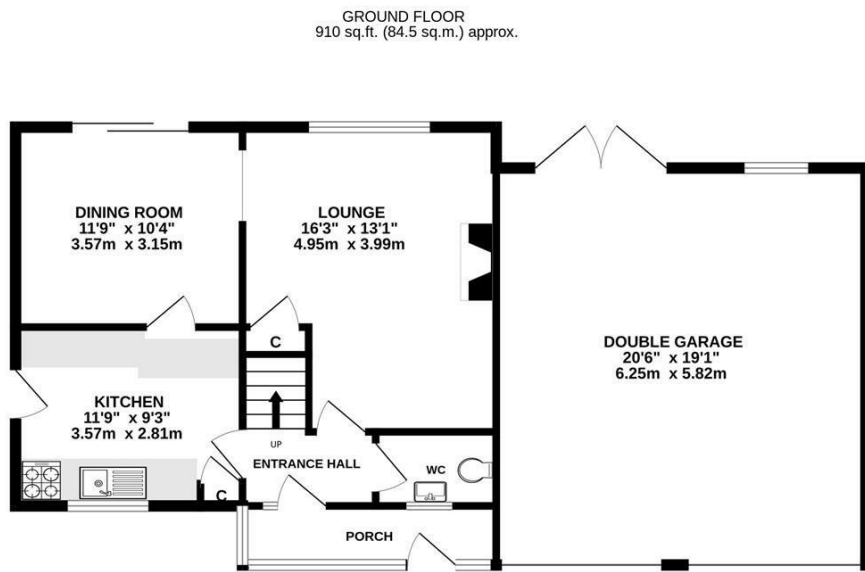 GROUND FLOOR
910 sq.ft. (84.5 sq.m.) approx.
DINING ROOM
11'9" x 10'4"
3.57m x 3.15m
LOUNGE
16'3" x 13'1"
4.95m x 3.99m
DOUBLE GARAGE
20'6" x 19'1"
6.25m x 5.82m
C
KITCHEN
11'9" x 9'3"
3.57m x 2.81m
UP
ENTRANCE HALL
WC
C
PORCH